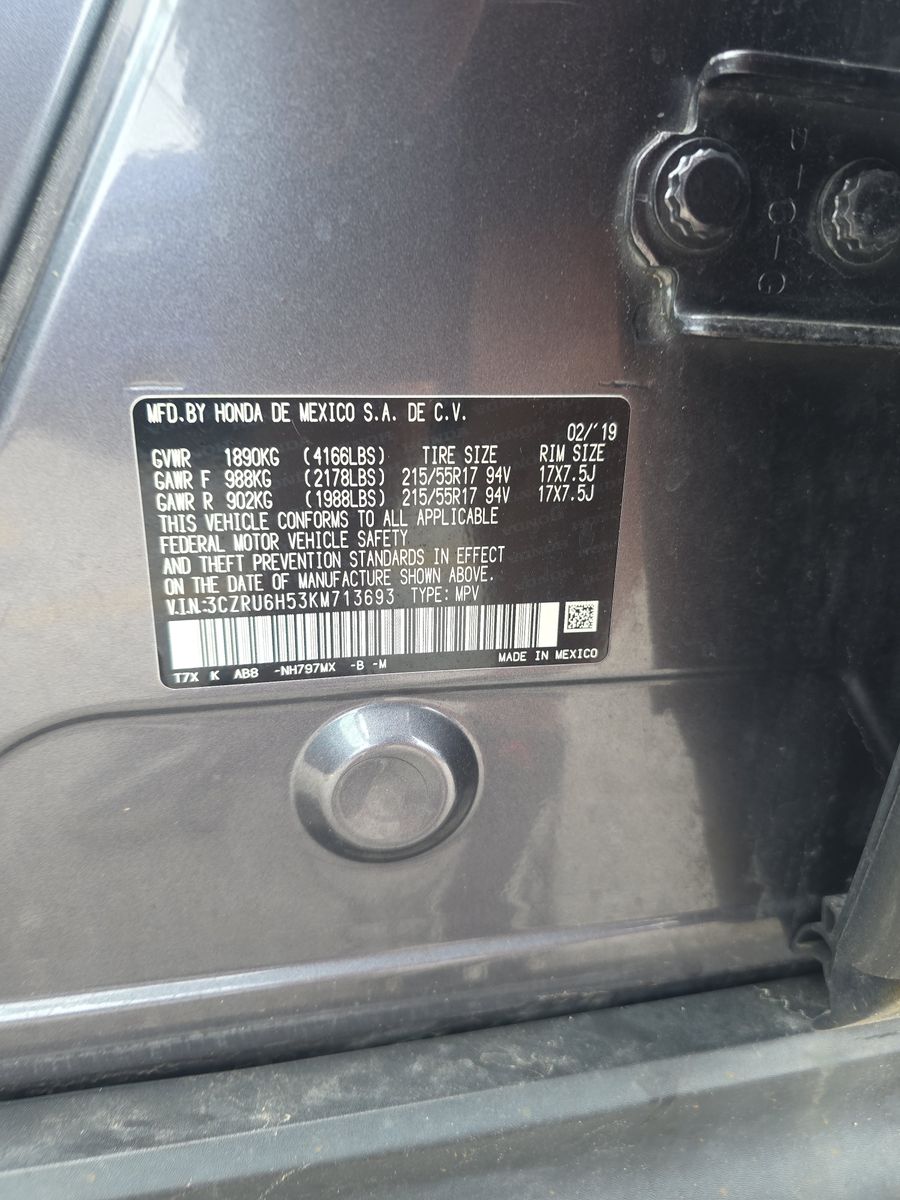 MFD.BY HONDA DE MEXICO S.A. DE C.V.
02/'19
GVWR 1890KG (4166LBS) TIRE SIZE RIM SIZE
GAWR F 988KG (2178LBS) 215/55R17 94V 17X7.5J
GAWR R 902KG (1988LBS) 215/55R17 94V 17X7.5J
THIS VEHICLE CONFORMS TO ALL APPLICABLE
FEDERAL MOTOR VEHICLE SAFETY
AND THEFT PREVENTION STANDARDS IN EFFECT
ON THE DATE OF MANUFACTURE SHOWN ABOVE.
V.I.N:3CZRU6H53KM713693 TYPE: MPV
MADE IN MEXICO
T7X K AB8 -NH797MX -B -M